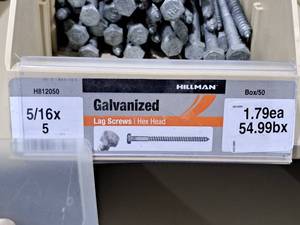 H812050
HILLMAN
Box/50
5/16x
5
Galvanized
Lag Screws | Hex Head
1.79ea
54.99bx